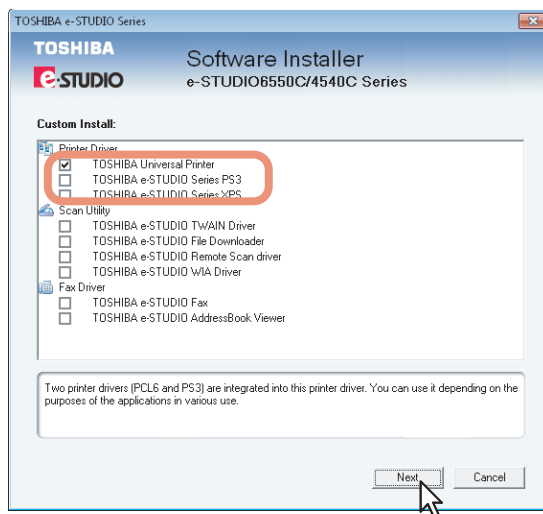 TOSHIBA e-STUDIO Series
TOSHIBA
e-STUDIO
Software Installer
e-STUDIO6550C/4540C Series
Custom Install:
Printer Driver
TOSHIBA Universal Printer
TOSHIBA e-STUDIO Series PS3
TOSHIBA e-STUDIO Series XPS
Scan Utility
TOSHIBA e-STUDIO TWAIN Driver
TOSHIBA e-STUDIO File Downloader
TOSHIBA e-STUDIO Remote Scan driver
TOSHIBA e-STUDIO WIA Driver
Fax Driver
TOSHIBA e-STUDIO Fax
TOSHIBA e-STUDIO AddressBook Viewer
Two printer drivers (PCL6 and PS3) are integrated into this printer driver. You can use it depending on the
purposes of the applications in various use.
Next
Cancel